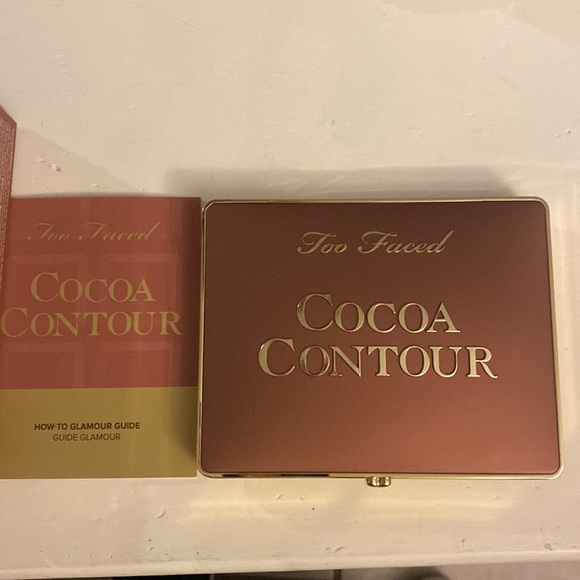 Too Faced
COCOA
CONTOUR
HOW-TO GLAMOUR GUIDE
GUIDE GLAMOUR
Too Faced
COCOA
CONTOUR